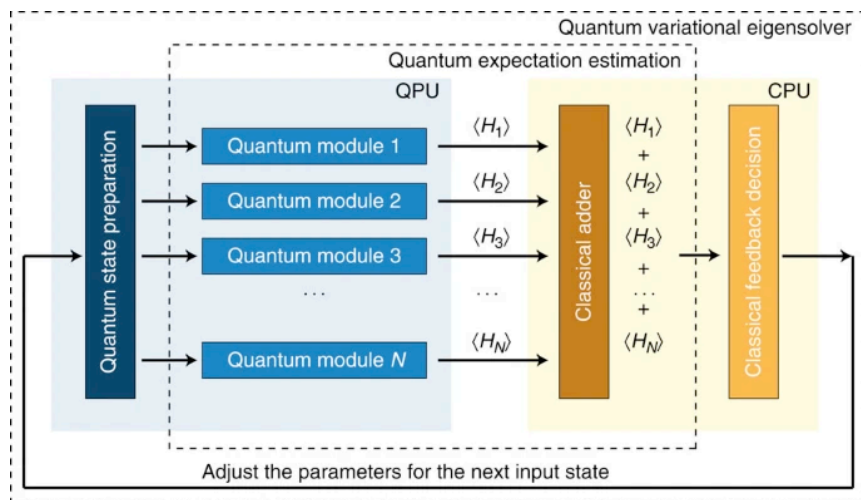 Quantum variational eigensolver
Quantum expectation estimation
QPU
CPU
Quantum state preparation
Quantum module 1
⟨H₁⟩
Quantum module 2
⟨H₂⟩
Quantum module 3
⟨H₃⟩
...
...
Quantum module N
⟨H_N⟩
Classical adder
⟨H₁⟩
+
⟨H₂⟩
+
⟨H₃⟩
+
...
+
⟨H_N⟩
Classical feedback decision
Adjust the parameters for the next input state